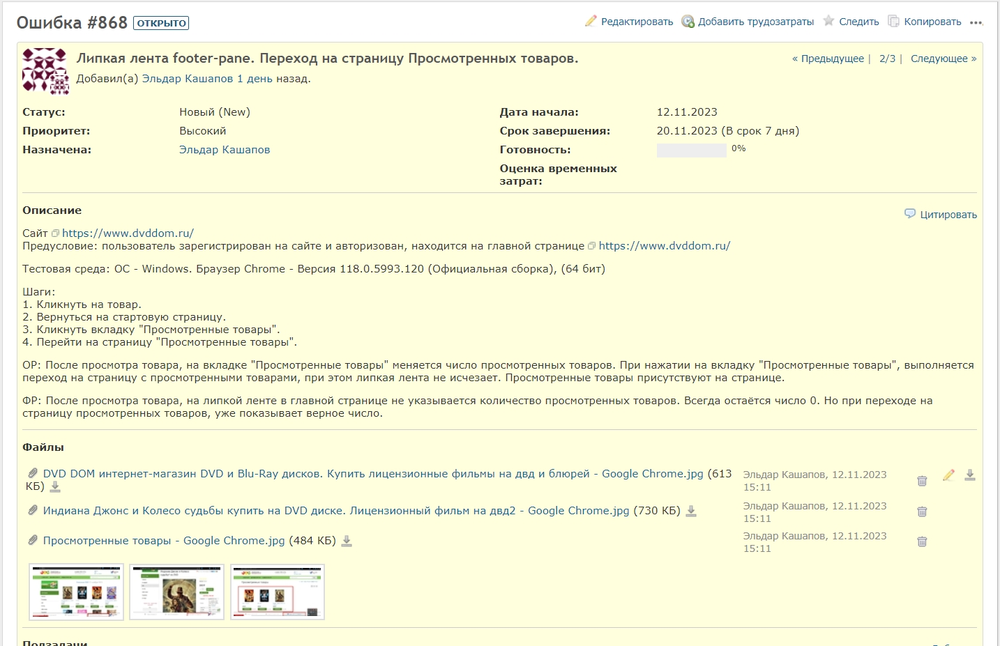 Ошибка #868 ОТКРЫТО
Редактировать Добавить трудозатраты Следить Копировать ...
Липкая лента footer-pane. Переход на страницу Просмотренных товаров.
« Предыдущее | 2/3 | Следующее »
Добавил(а) Эльдар Кашапов 1 день назад.
Статус: Новый (New) Дата начала: 12.11.2023
Приоритет: Высокий Срок завершения: 20.11.2023 (В срок 7 дня)
Назначена: Эльдар Кашапов Готовность: 0%
Оценка временных
затрат:
Описание
Цитировать
Сайт https://www.dvddom.ru/
Предусловие: пользователь зарегистрирован на сайте и авторизован, находится на главной странице https://www.dvddom.ru/
Тестовая среда: ОС - Windows. Браузер Chrome - Версия 118.0.5993.120 (Официальная сборка), (64 бит)
Шаги:
1. Кликнуть на товар.
2. Вернуться на стартовую страницу.
3. Кликнуть вкладку "Просмотренные товары".
4. Перейти на страницу "Просмотренные товары".
ОР: После просмотра товара, на вкладке "Просмотренные товары" меняется число просмотренных товаров. При нажатии на вкладку "Просмотренные товары", выполняется
переход на страницу с просмотренными товарами, при этом липкая лента не исчезает. Просмотренные товары присутствуют на странице.
ФР: После просмотра товара, на липкой ленте в главной странице не указывается количество просмотренных товаров. Всегда остаётся число 0. Но при переходе на
страницу просмотренных товаров, уже показывает верное число.
Файлы
DVD DOM интернет-магазин DVD и Blu-Ray дисков. Купить лицензионные фильмы на двд и блюрей - Google Chrome.jpg (613
КБ)
Эльдар Кашапов, 12.11.2023
15:11
Индиана Джонс и Колесо судьбы купить на DVD диске. Лицензионный фильм на двд2 - Google Chrome.jpg (730 КБ)
Эльдар Кашапов, 12.11.2023
15:11
Просмотренные товары - Google Chrome.jpg (484 КБ)
Эльдар Кашапов, 12.11.2023
15:11
Подзадачи